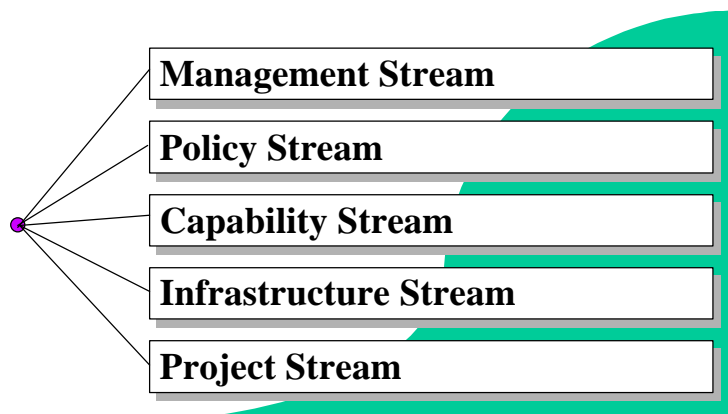 Management Stream
Policy Stream
Capability Stream
Infrastructure Stream
Project Stream